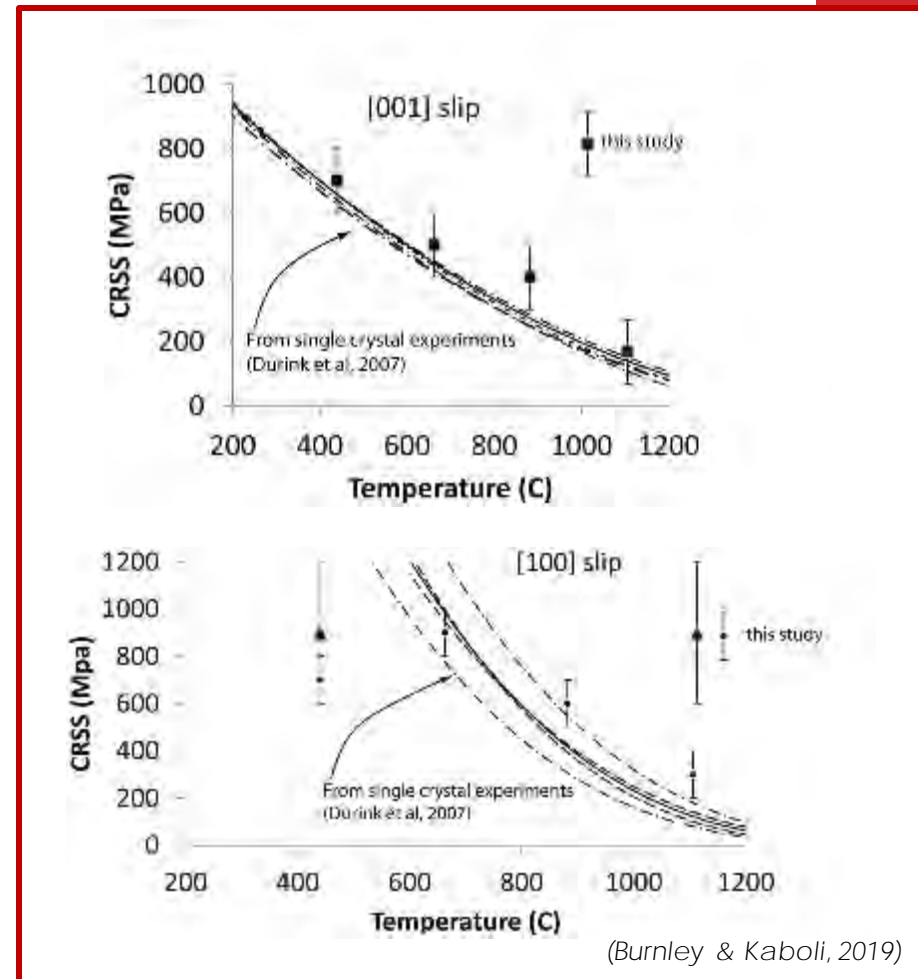 1000
800
600
400
200
0
[001] slip
this study
CRSS (MPa)
From single crystal experiments
(Durink et al, 2007)
200 400 600 800 1000 1200
Temperature (C)
1200
1000
800
600
400
200
0
[100] slip
this study
CRSS (Mpa)
From single crystal experiments
(Durink et al, 2007)
200 400 600 800 1000 1200
Temperature (C)
(Burnley & Kaboli, 2019)